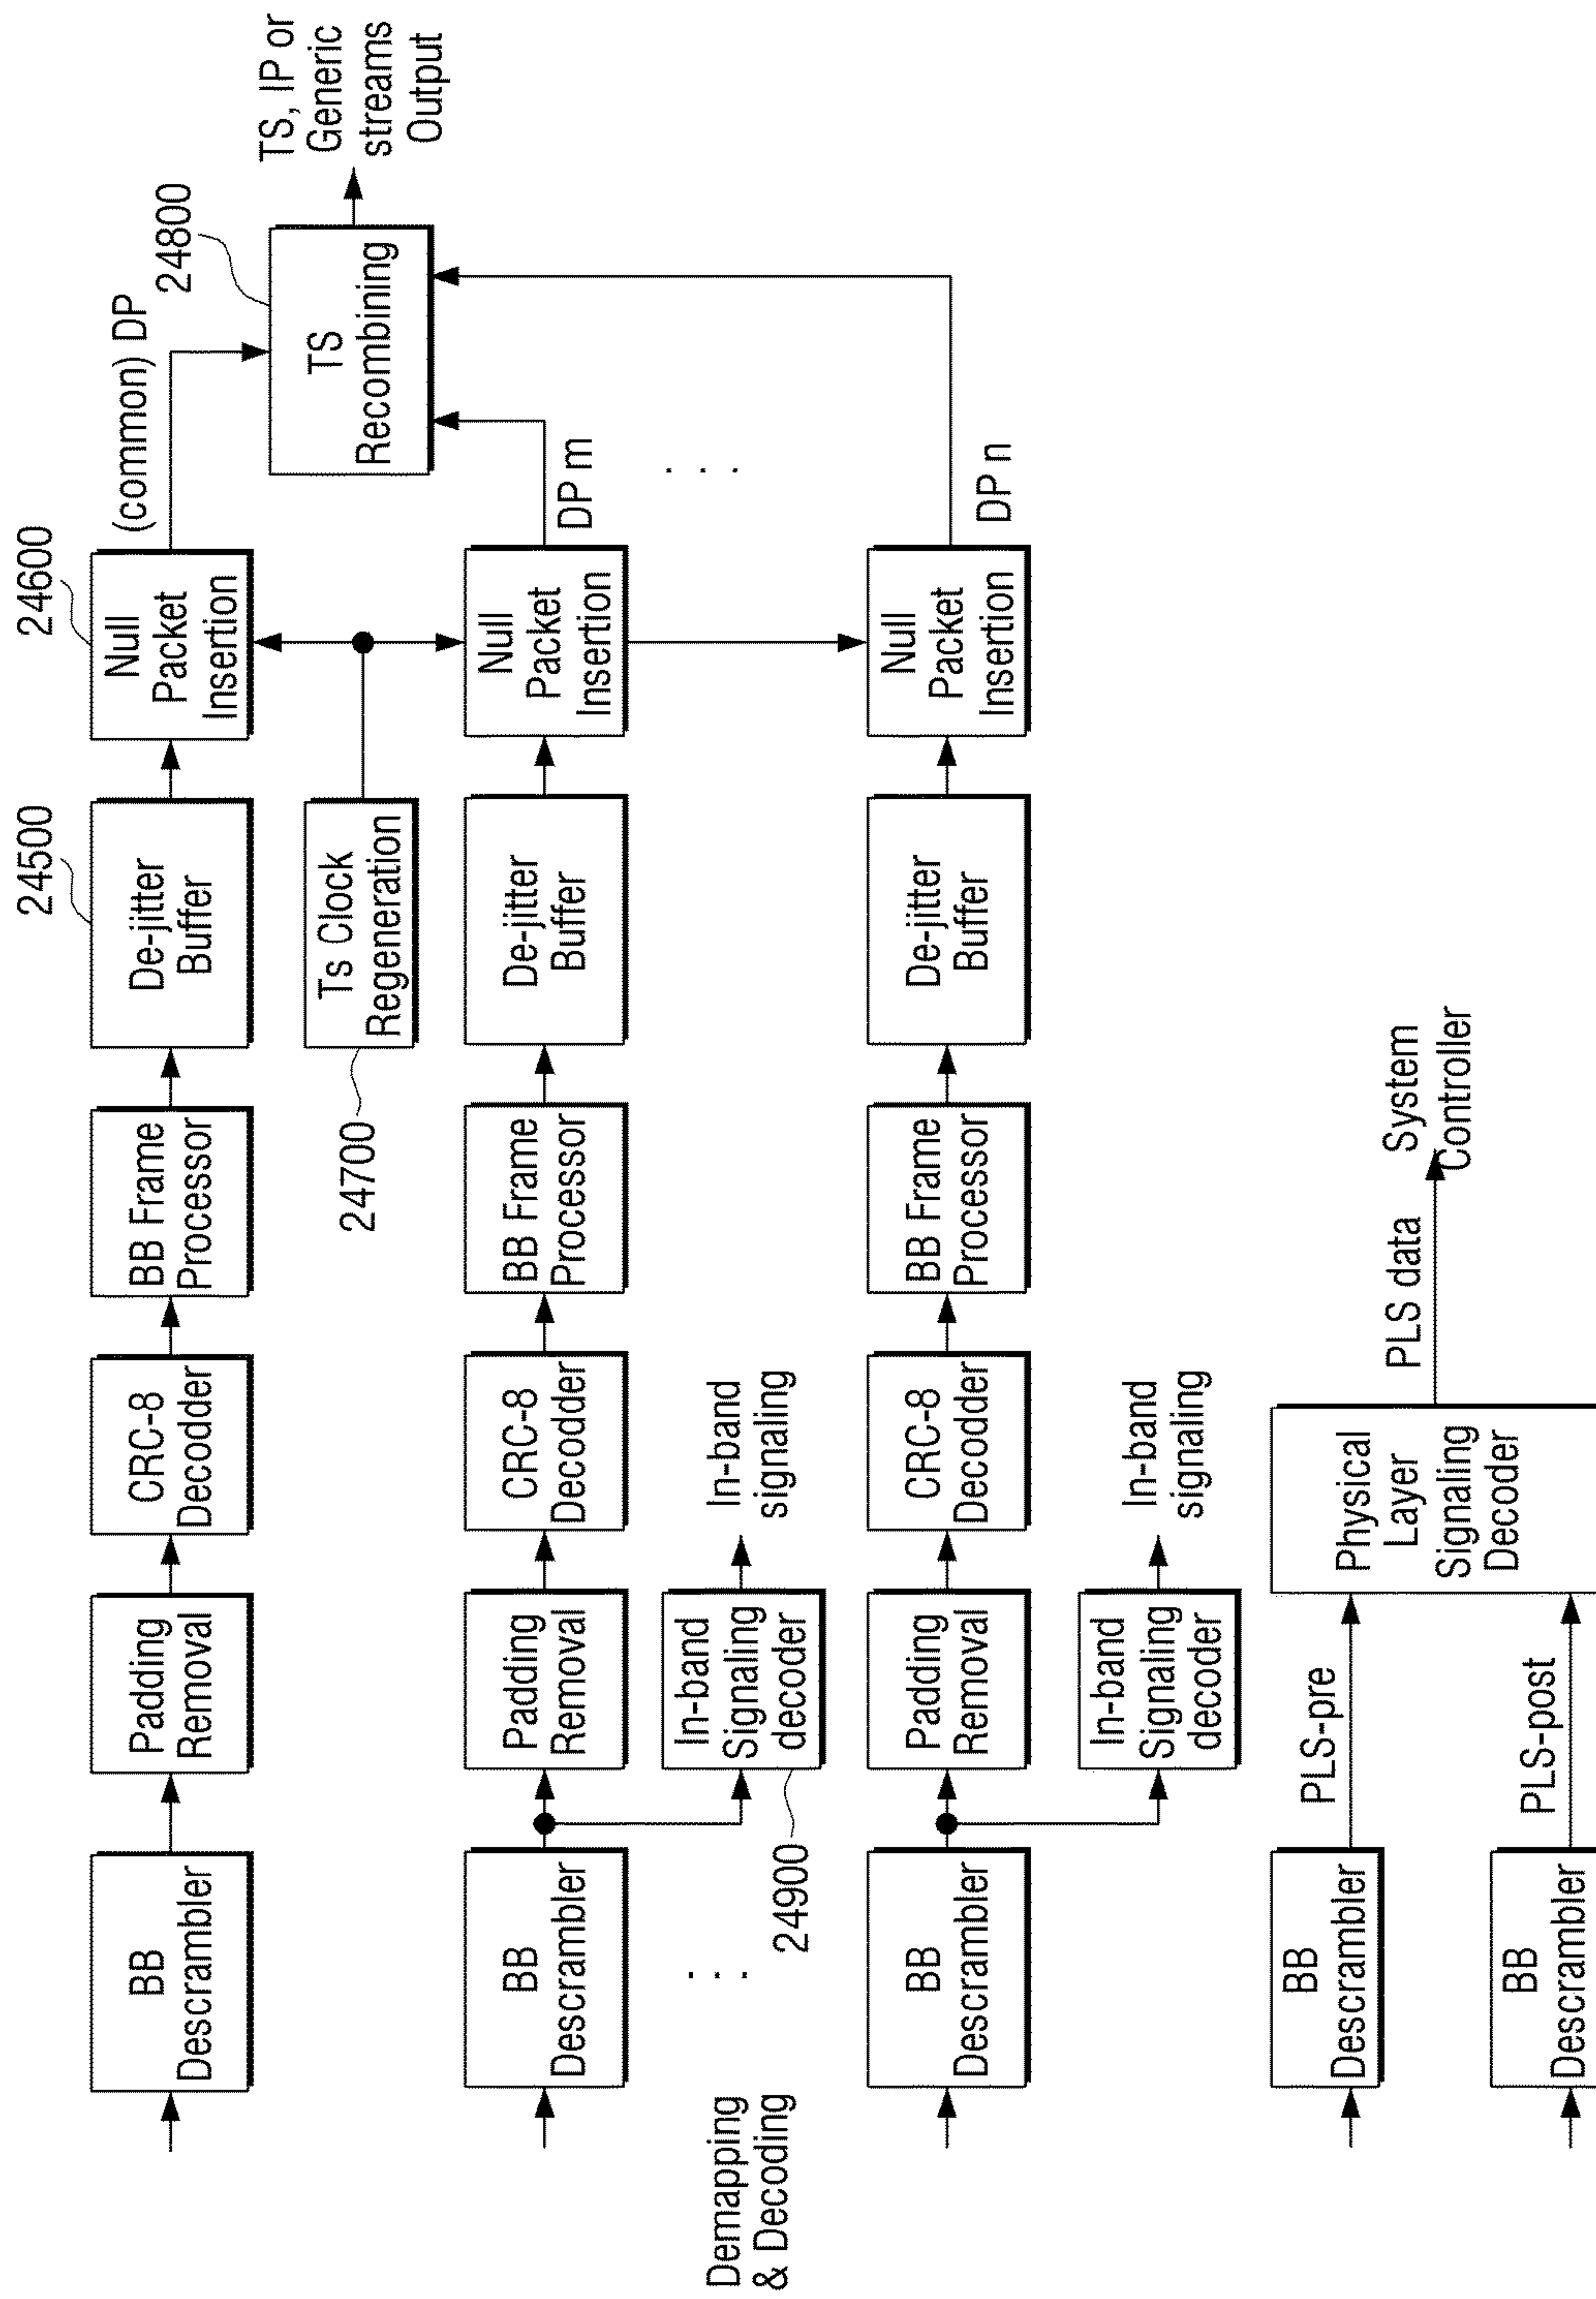 24500
24600
(common) DP
24800
BB
Descrambler
Padding
Removal
CRC-8
Decodder
BB Frame
Processor
De-jitter
Buffer
Null
Packet
Insertion
TS
Recombining
TS, IP or
Generic
streams
Output
24700
Ts Clock
Regeneration
BB
Descrambler
Padding
Removal
CRC-8
Decodder
BB Frame
Processor
De-jitter
Buffer
Null
Packet
Insertion
DP m
24900
In-band
Signaling
decoder
In-band
signaling
. . .
. . .
Demapping
& Decoding
BB
Descrambler
Padding
Removal
CRC-8
Decodder
BB Frame
Processor
De-jitter
Buffer
Null
Packet
Insertion
DP n
In-band
Signaling
decoder
In-band
signaling
BB
Descrambler
PLS-pre
Physical
Layer
Signaling
Decoder
PLS data
System
Controller
BB
Descrambler
PLS-post